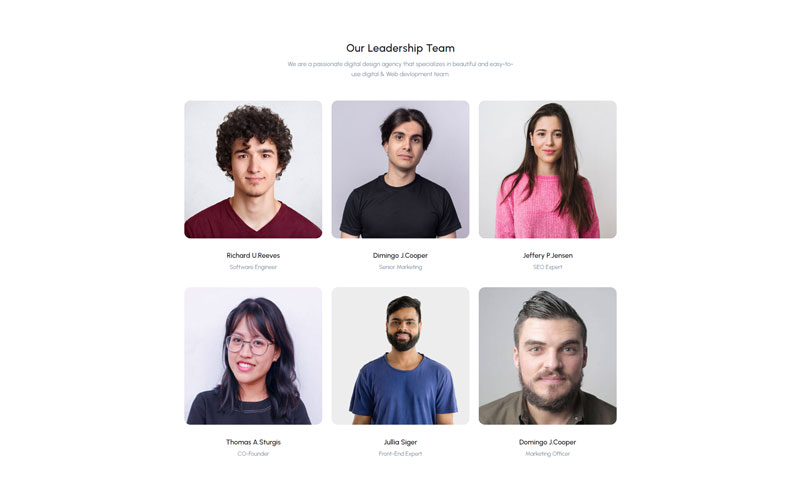 Our Leadership Team
We are a passionate digital design agency that specializes in beautiful and easy-to-
use digital & Web devlopment team.
Richard U.Reeves
Dimingo J.Cooper
Jeffery P.Jensen
Software Engineer
Senior Marketing
SEO Expert
Thomas A.Sturgis
Jullia Siger
Domingo J.Cooper
CO-Founder
Front-End Expert
Marketing Officer